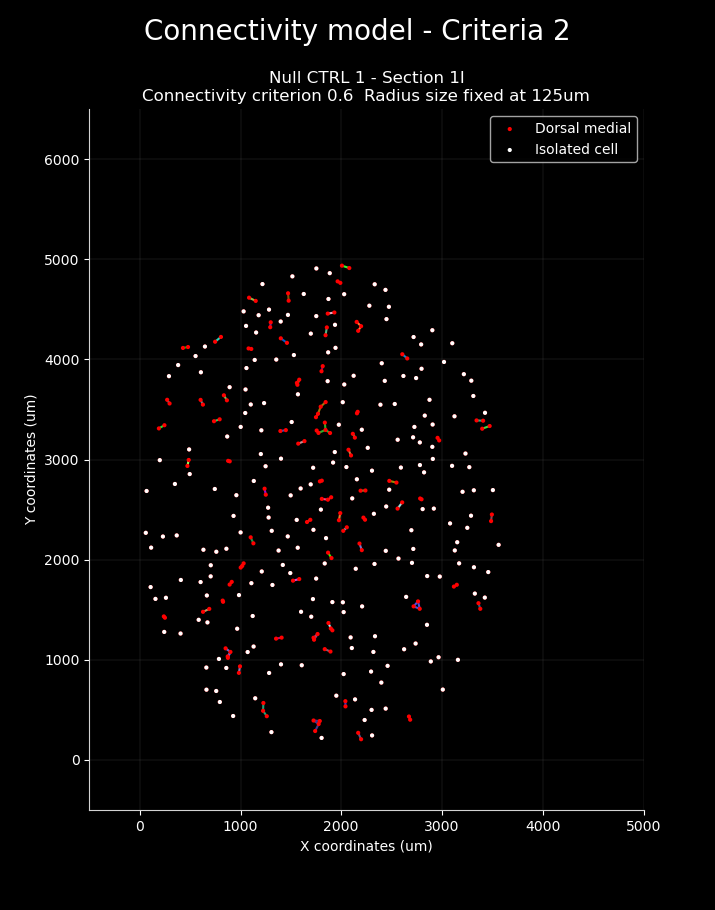 Connectivity model - Criteria 2
Null CTRL 1 - Section 1l
Connectivity criterion 0.6  Radius size fixed at 125um
Dorsal medial
Isolated cell
6000
5000
4000
3000
2000
1000
0
Y coordinates (um)
0 1000 2000 3000 4000 5000
X coordinates (um)